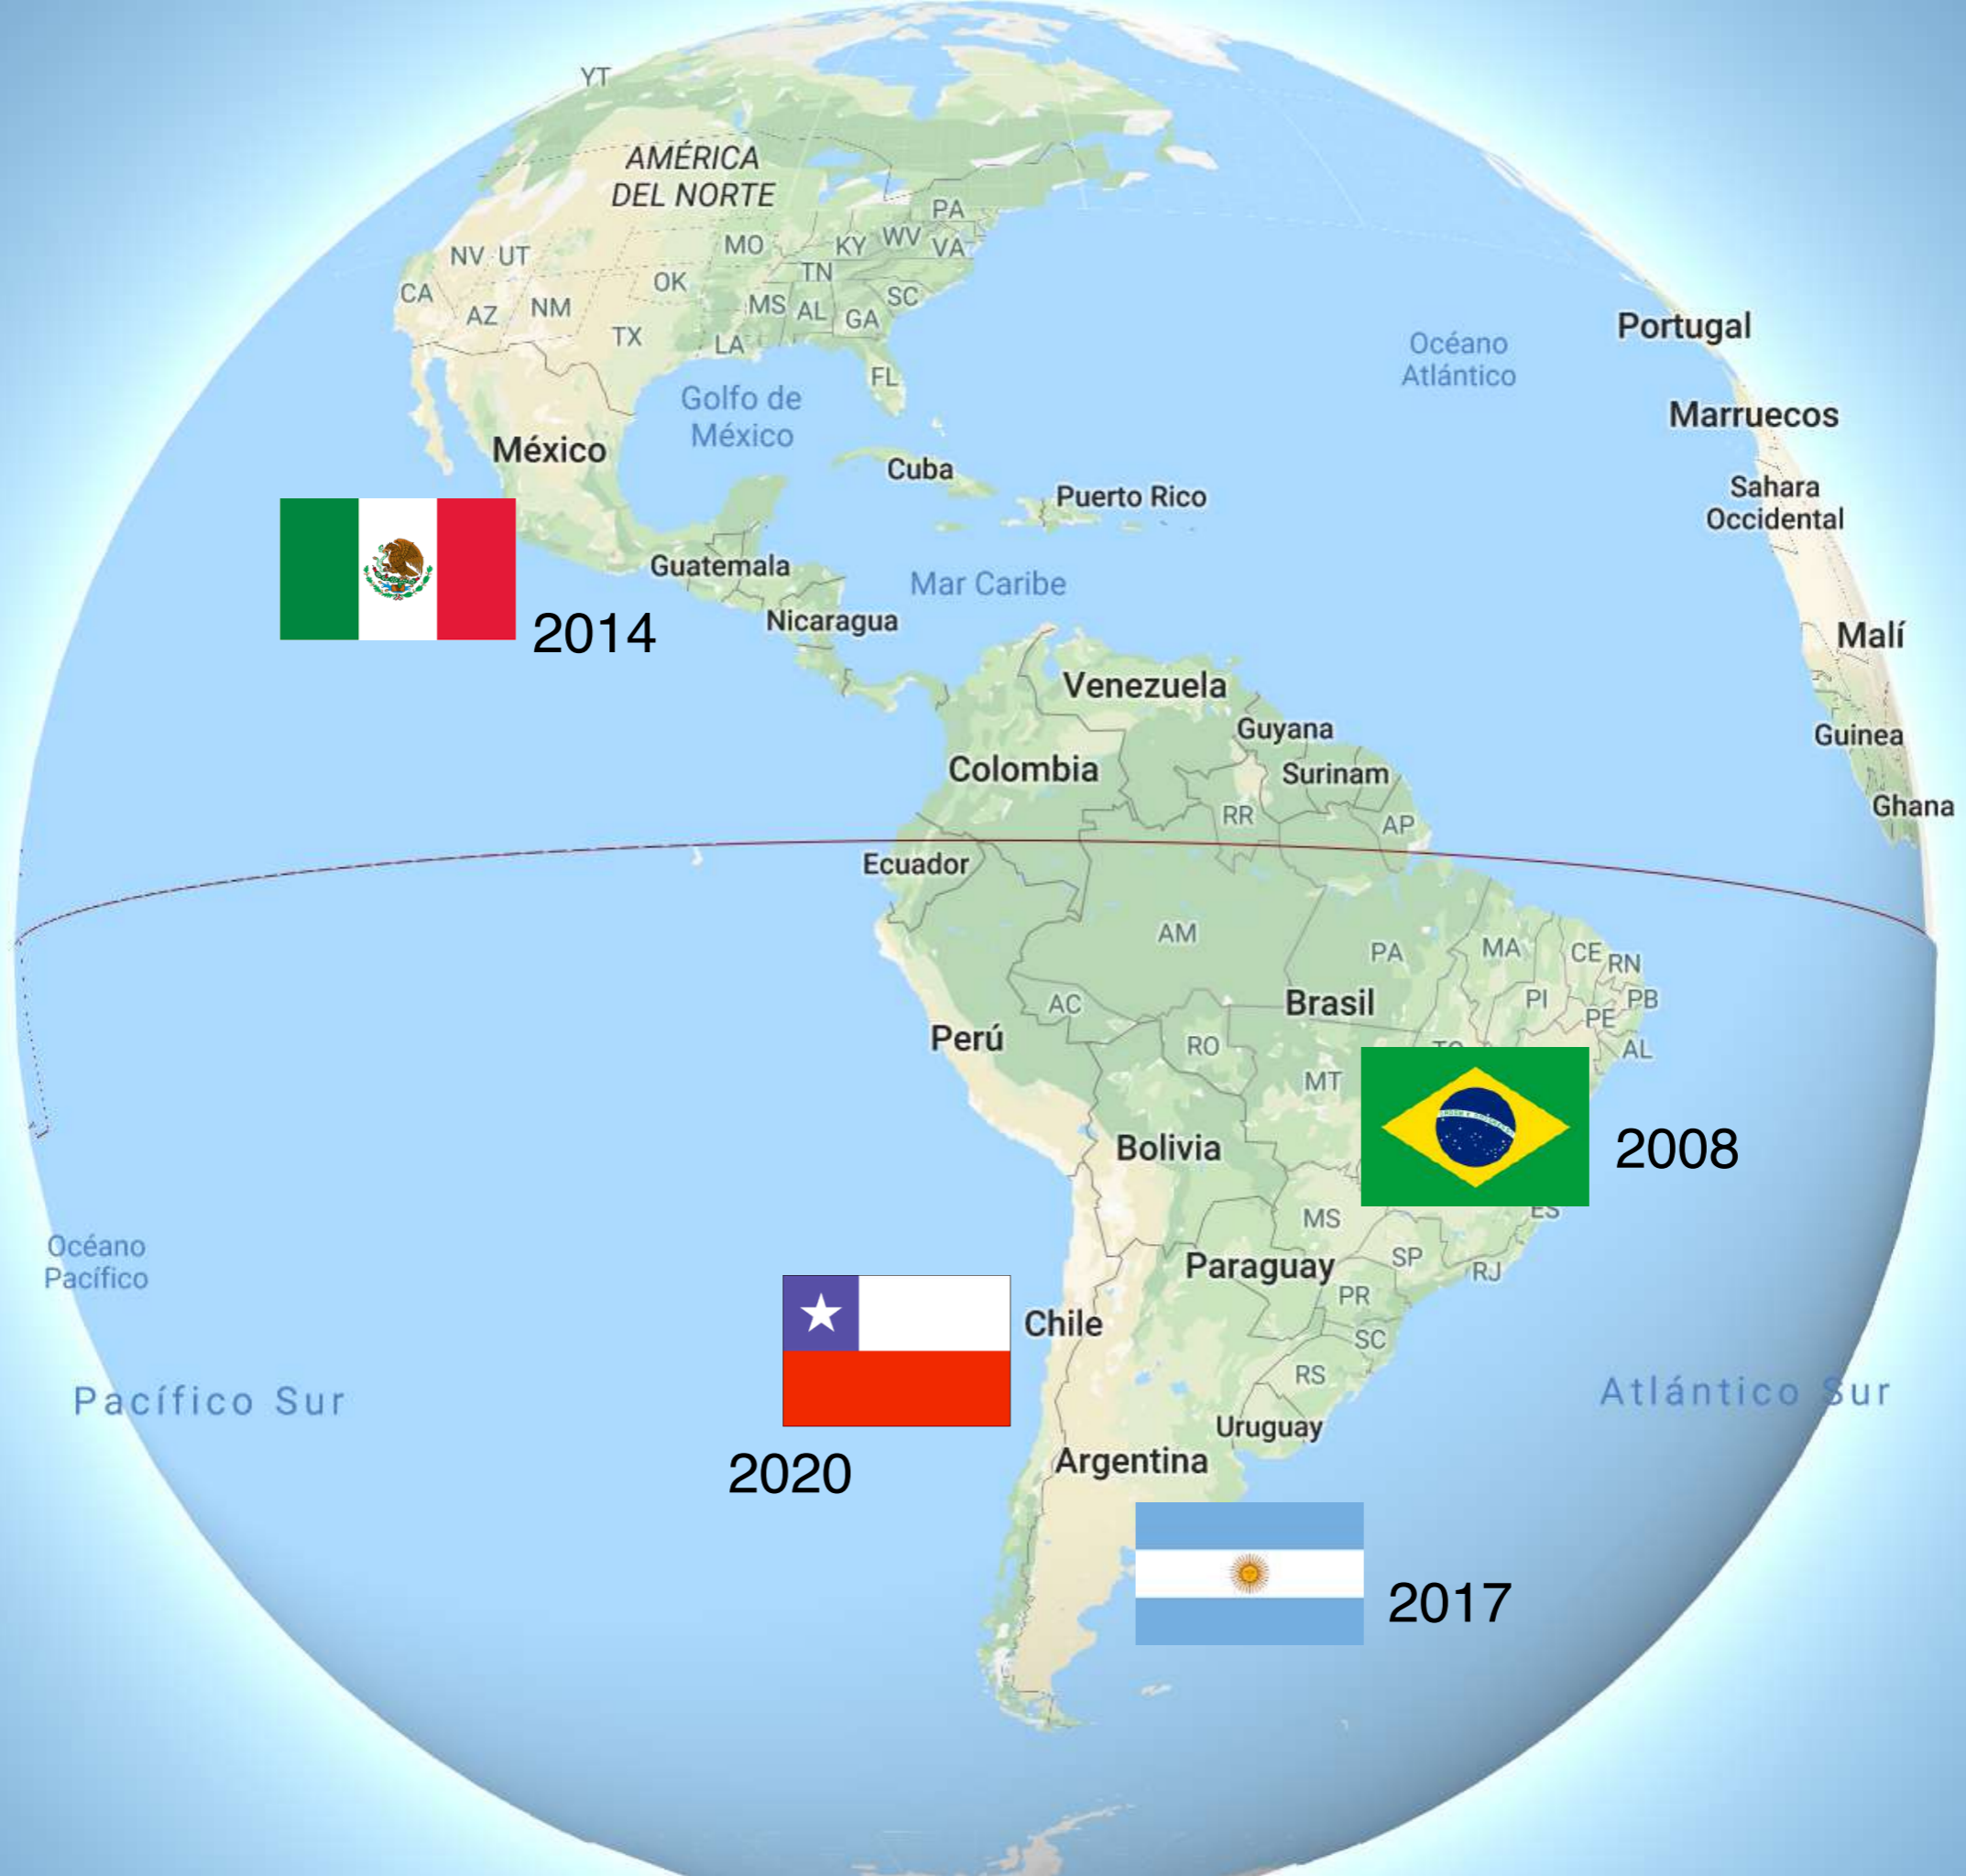 YT
AMÉRICA
DEL NORTE
PA
NV UT
MO
KY
WV
VA
TN
OK
CA
AZ
NM
MS
AL
GA
SC
TX
LA
FL
Portugal
Océano
Atlántico
Golfo de
México
Marruecos
México
Cuba
Puerto Rico
Sahara
Occidental
Guatemala
Mar Caribe
Nicaragua
2014
Malí
Venezuela
Guyana
Guinea
Colombia
Surinam
RR
AP
Ghana
Ecuador
AM
PA
MA
CE
RN
AC
Brasil
PI
PB
PE
Perú
RO
TO
AL
MT
Bolivia
2008
MS
ES
Océano
Pacífico
Paraguay
SP
RJ
PR
Chile
SC
RS
Pacífico Sur
Atlántico Sur
Uruguay
2020
Argentina
2017